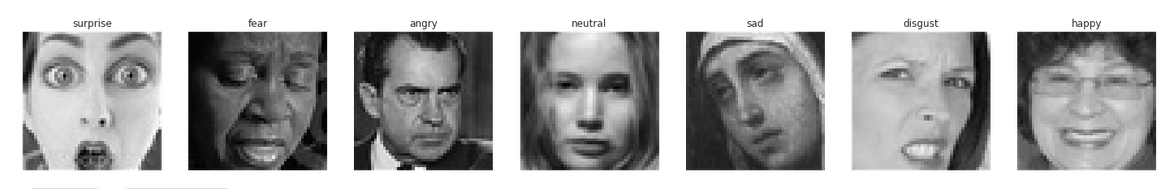 surprise
fear
angry
neutral
sad
disgust
happy